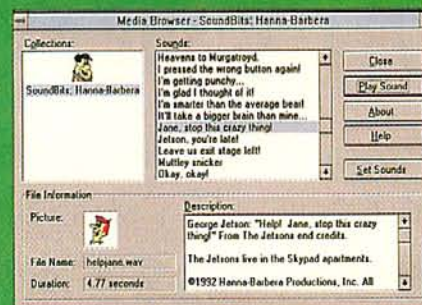 Media Browser - SoundBits; Hanna-Barbera
Collections:
SoundBits; Hanna-Barbera
Sounds:
Heavens to Murgatroyd.
I pressed the wrong button again!
I'm getting punchy...
I'm glad I thought of it!
I'm smarter than the average bear!
It'll take a bigger brain than mine...
Jane, stop this crazy thing!
Jetson, you're late!
Leave us exit stage left!
Muttley snicker
Okay, okay!
Close
Play Sound
About
Help
Set Sounds
File Information
Picture:
File Name: helpjane.wav
Duration: 4.77 seconds
Description:
George Jetson: "Help! Jane, stop this crazy
thing!" From The Jetsons end credits.
The Jetsons live in the Skypad apartments.
©1992 Hanna-Barbera Productions, Inc. All